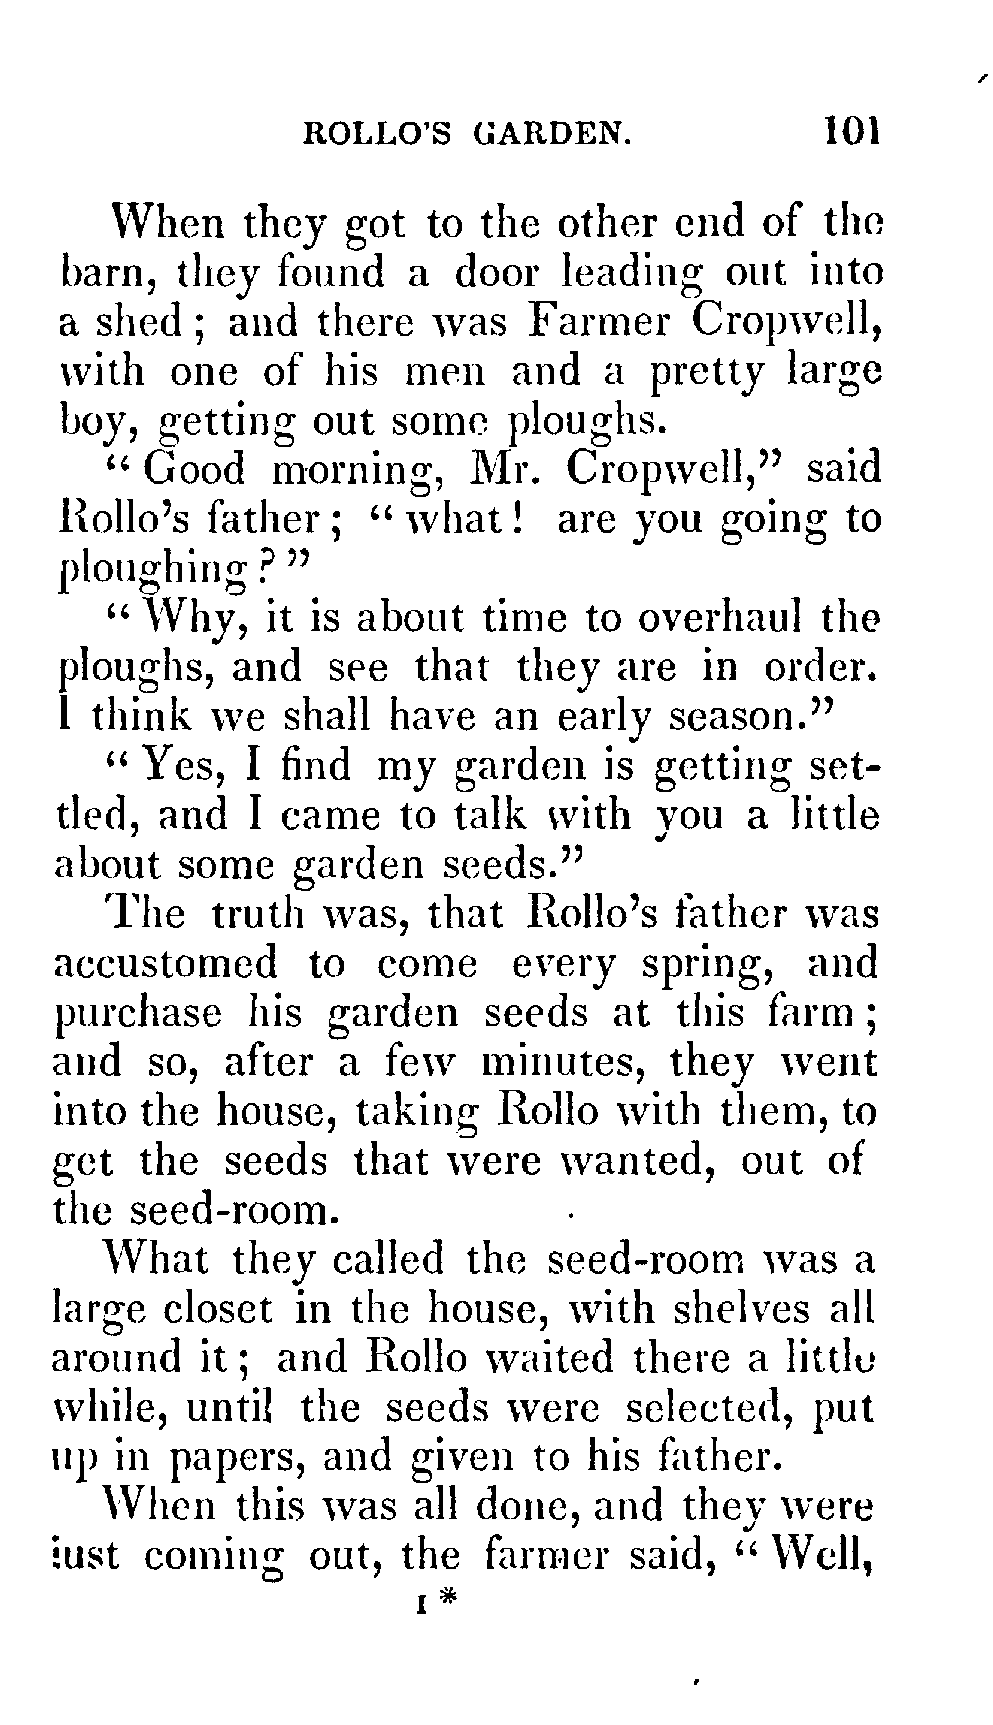 ROLLO'S GARDEN. 101
When they got to the other end of the
barn, they found a door leading out into
a shed ; and there was Farmer Cropwell,
with one of his men and a pretty large
boy, getting out some ploughs.
“ Good morning, Mr. Cropwell,” said
Rollo's father ; “ what ! are you going to
ploughing ? ”
“ Why, it is about time to overhaul the
ploughs, and see that they are in order.
I think we shall have an early season.”
“ Yes, I find my garden is getting set-
tled, and I came to talk with you a little
about some garden seeds.”
The truth was, that Rollo's father was
accustomed to come every spring, and
purchase his garden seeds at this farm ;
and so, after a few minutes, they went
into the house, taking Rollo with them, to
get the seeds that were wanted, out of
the seed-room.
What they called the seed-room was a
large closet in the house, with shelves all
around it ; and Rollo waited there a little
while, until the seeds were selected, put
up in papers, and given to his father.
When this was all done, and they were
just coming out, the farmer said, “ Well,
I *